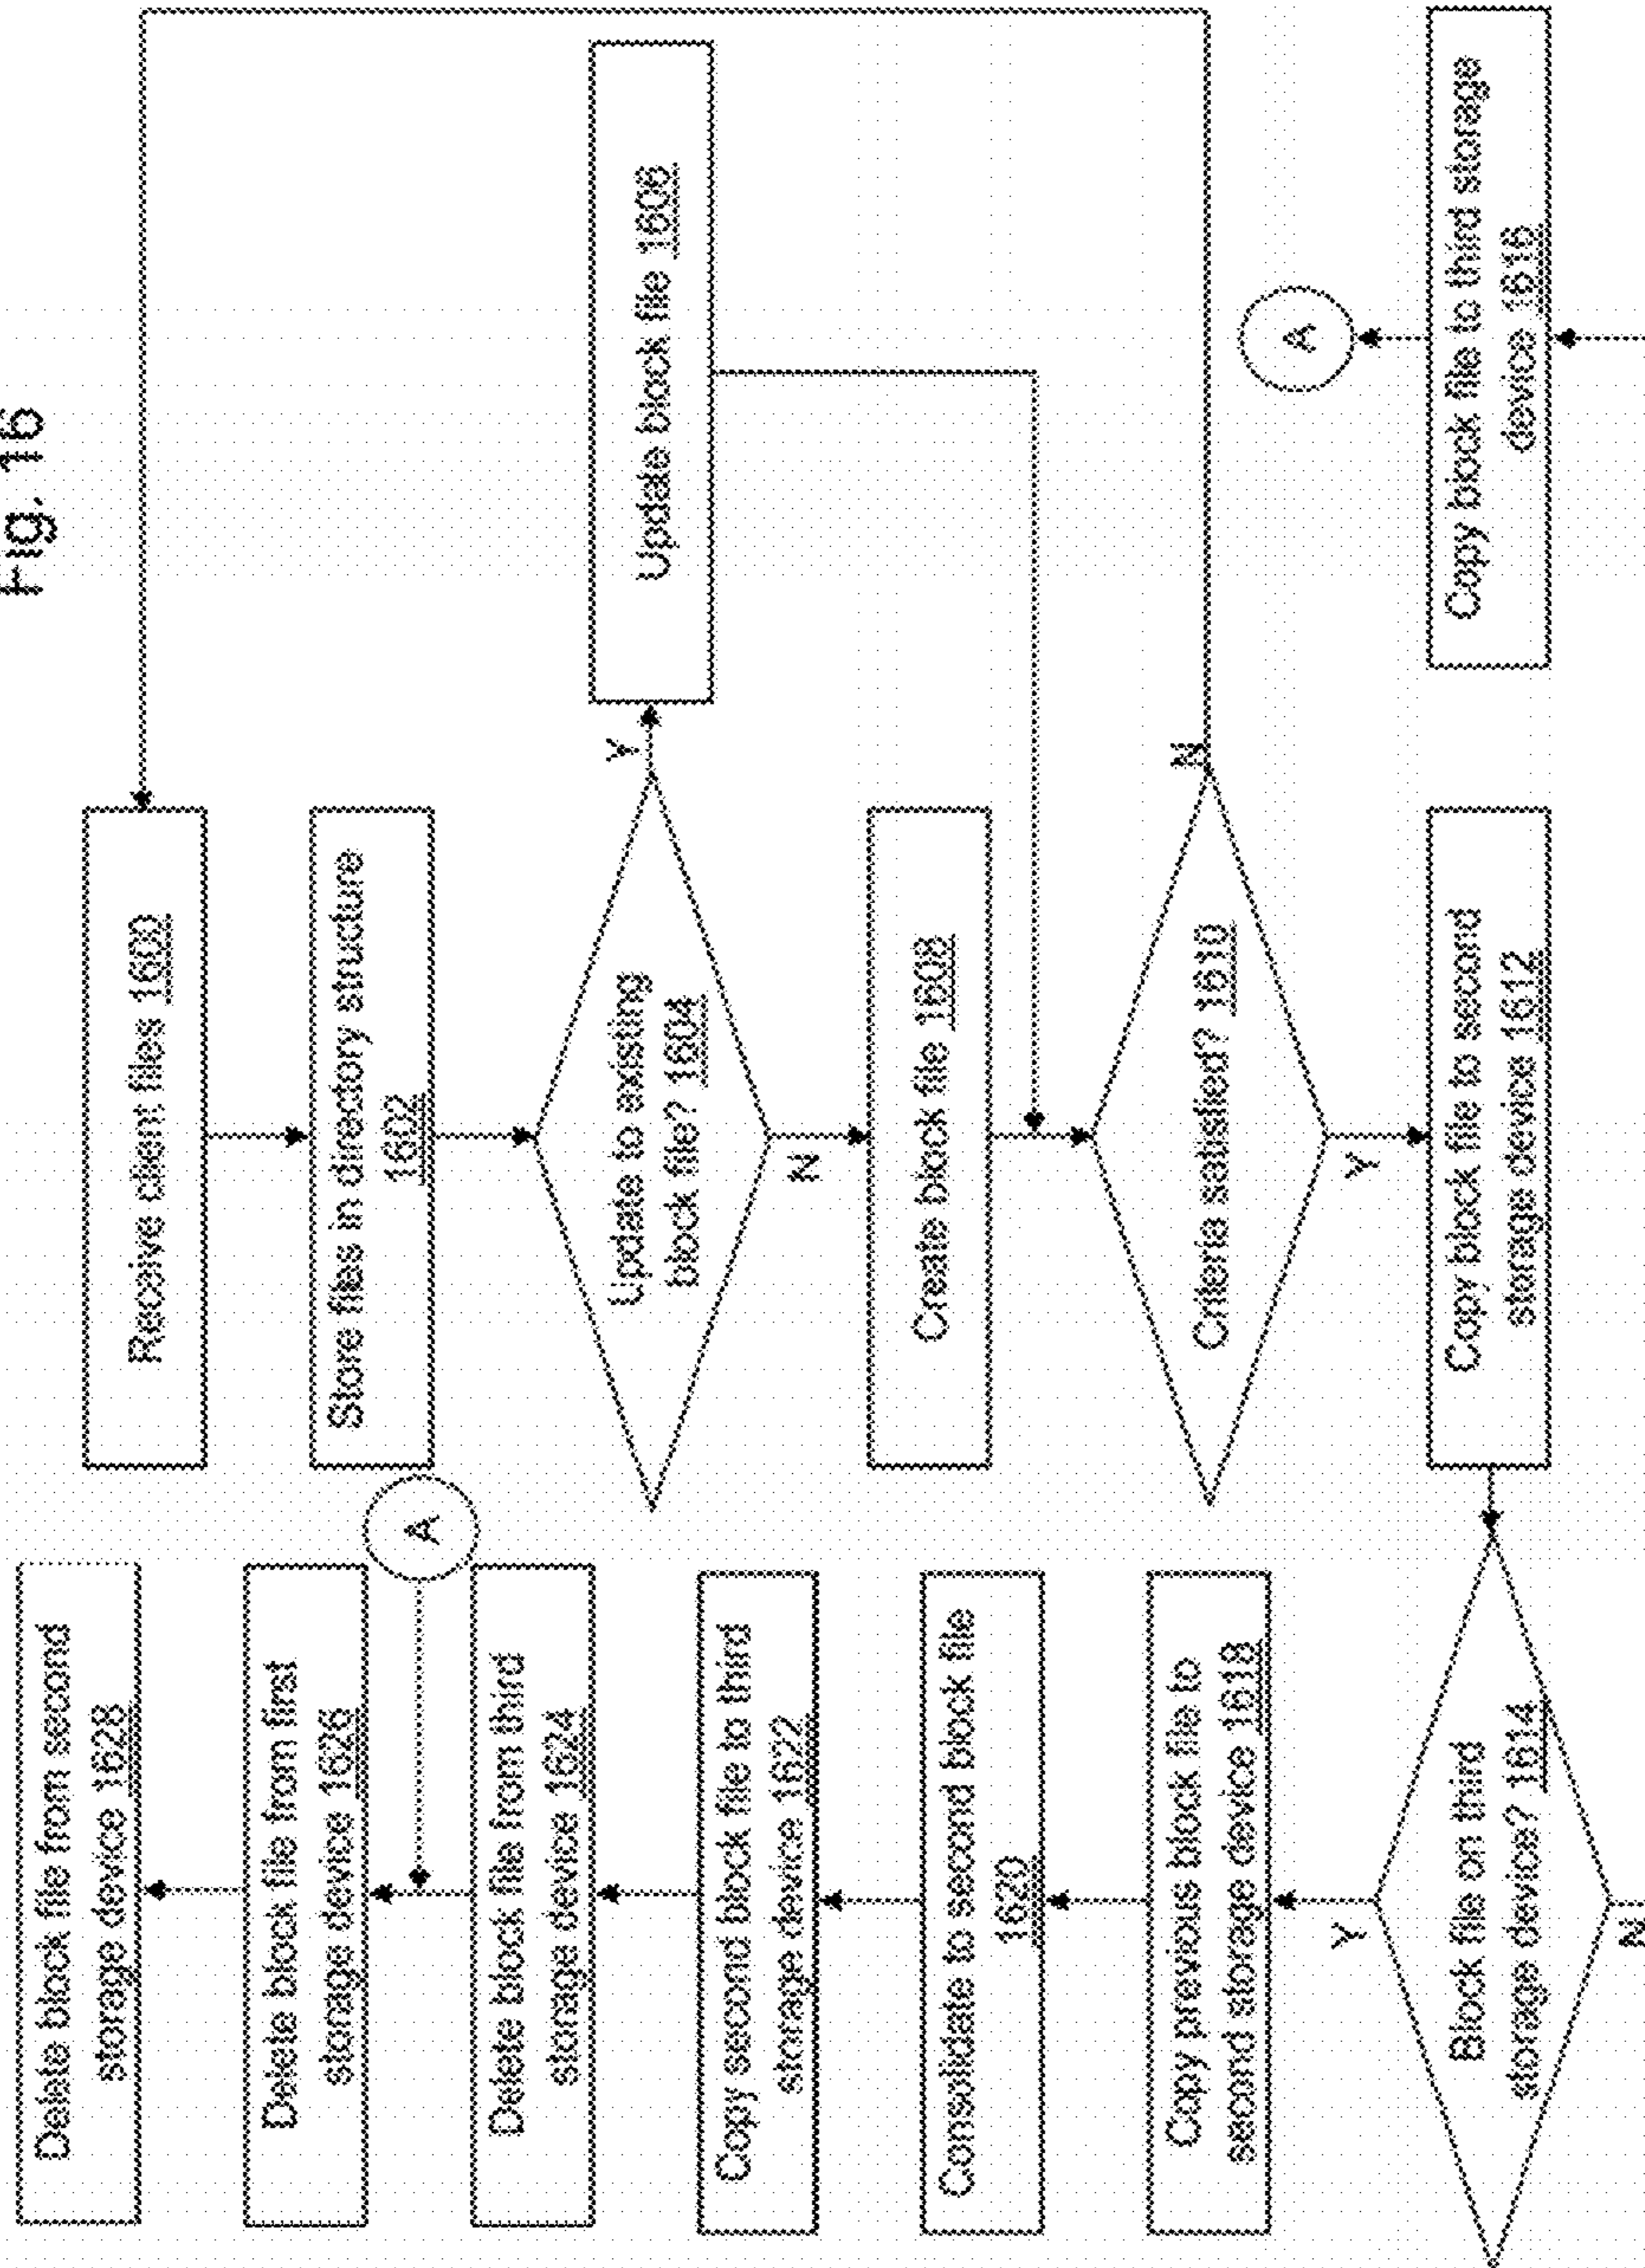 Fig. 16
Receive client files 1600
Store files in directory structure
1602
Update to existing
block file? 1604
Y
Update block file 1606
N
Create block file 1608
Criteria satisfied? 1610
N
Y
Copy block file to second
storage device 1612
Block file on third
storage device? 1614
N
Copy block file to third storage
device 1616
A
Y
Copy previous block file to
second storage device 1618
Consolidate to second block file
1620
Copy second block file to third
storage device 1622
Delete block file from third
storage device 1624
A
Delete block file from first
storage device 1626
Delete block file from second
storage device 1628